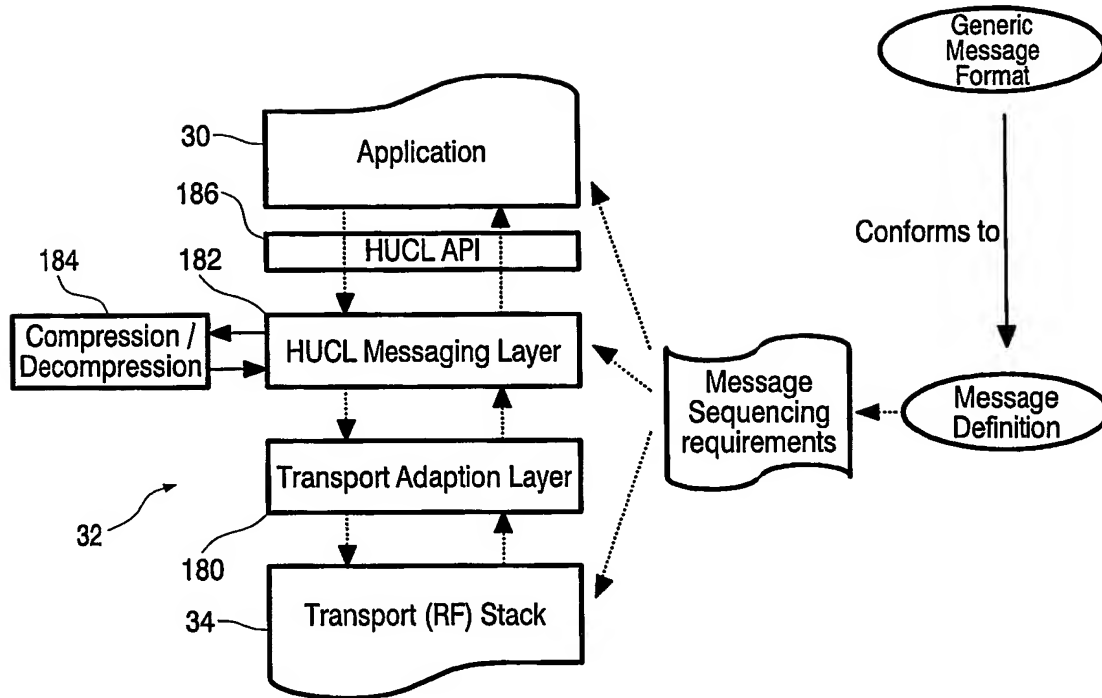 Generic
Message
Format
30
Application
186
HUCL API
Conforms to
184
182
Compression /
Decompression
HUCL Messaging Layer
Message
Sequencing
requirements
Message
Definition
Transport Adaption Layer
32
180
34
Transport (RF) Stack